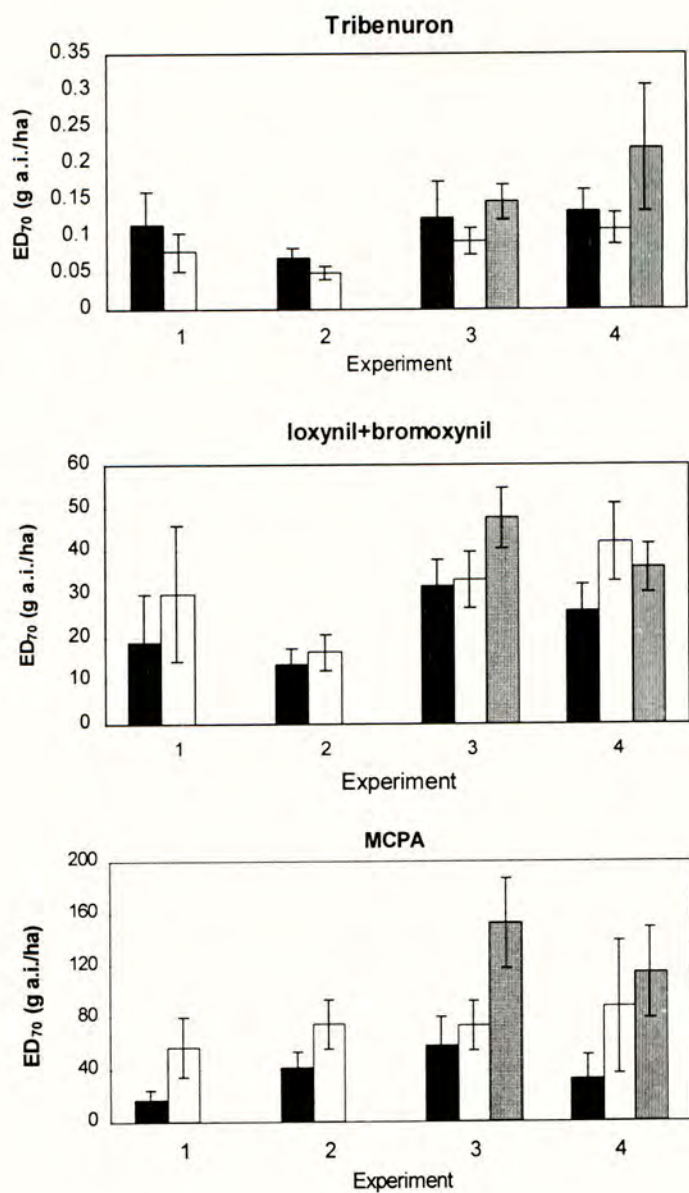 Tribenuron
0.35
0.3
0.25
0.2
0.15
0.1
0.05
0
ED70 (g a.i./ha)
1 2 3 4
Experiment
Ioxynil+bromoxynil
60
50
40
30
20
10
0
ED70 (g a.i./ha)
1 2 3 4
Experiment
MCPA
200
160
120
80
40
0
ED70 (g a.i./ha)
1 2 3 4
Experiment